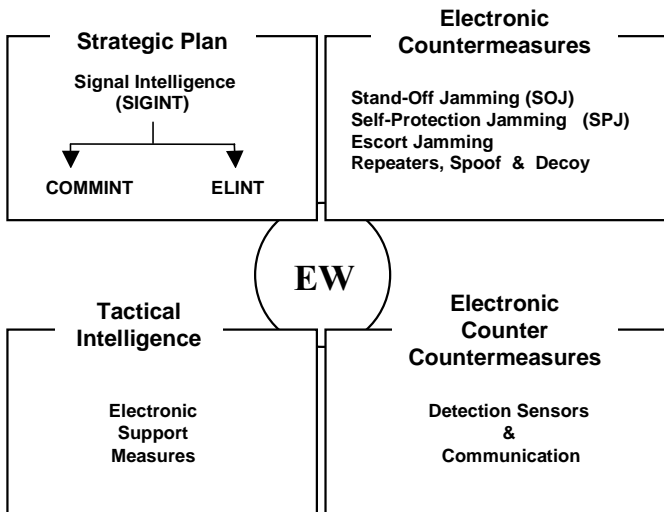 Strategic Plan
Signal Intelligence
(SIGINT)
COMMINT ELINT
Electronic
Countermeasures
Stand-Off Jamming (SOJ)
Self-Protection Jamming (SPJ)
Escort Jamming
Repeaters, Spoof & Decoy
EW
Tactical
Intelligence
Electronic
Support
Measures
Electronic
Counter
Countermeasures
Detection Sensors
&
Communication